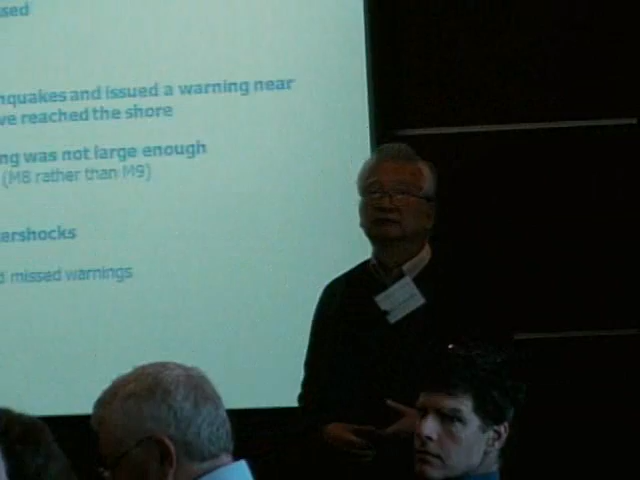 sed
nquakes and issued a warning near
ve reached the shore
ng was not large enough
(M8 rather than M9)
ershocks
d missed warnings